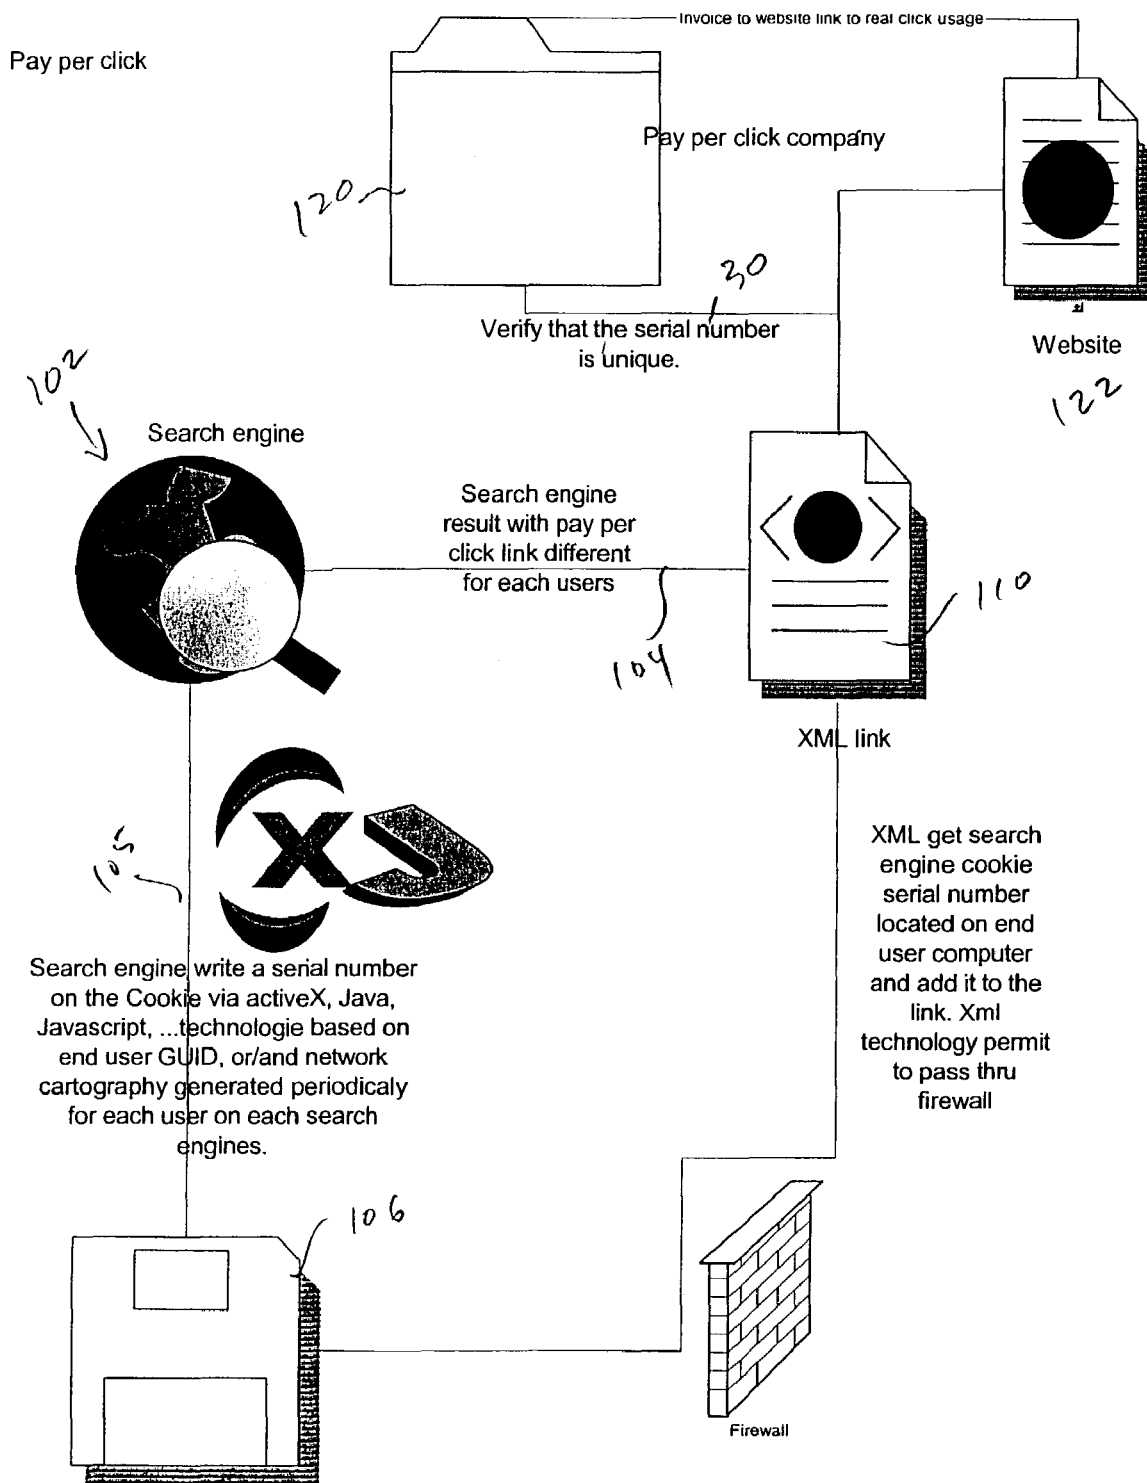 Invoice to website link to real click usage
Pay per click
Pay per click company
120
30
Verify that the serial number
is unique.
Website
122
102
Search engine
Search engine
result with pay per
click link different
for each users
104
110
XML link
X
105
XML get search
engine cookie
serial number
located on end
user computer
and add it to the
link. Xml
technology permit
to pass thru
firewall
Search engine write a serial number
on the Cookie via activeX, Java,
Javascript, ...technologie based on
end user GUID, or/and network
cartography generated periodicaly
for each user on each search
engines.
106
Firewall